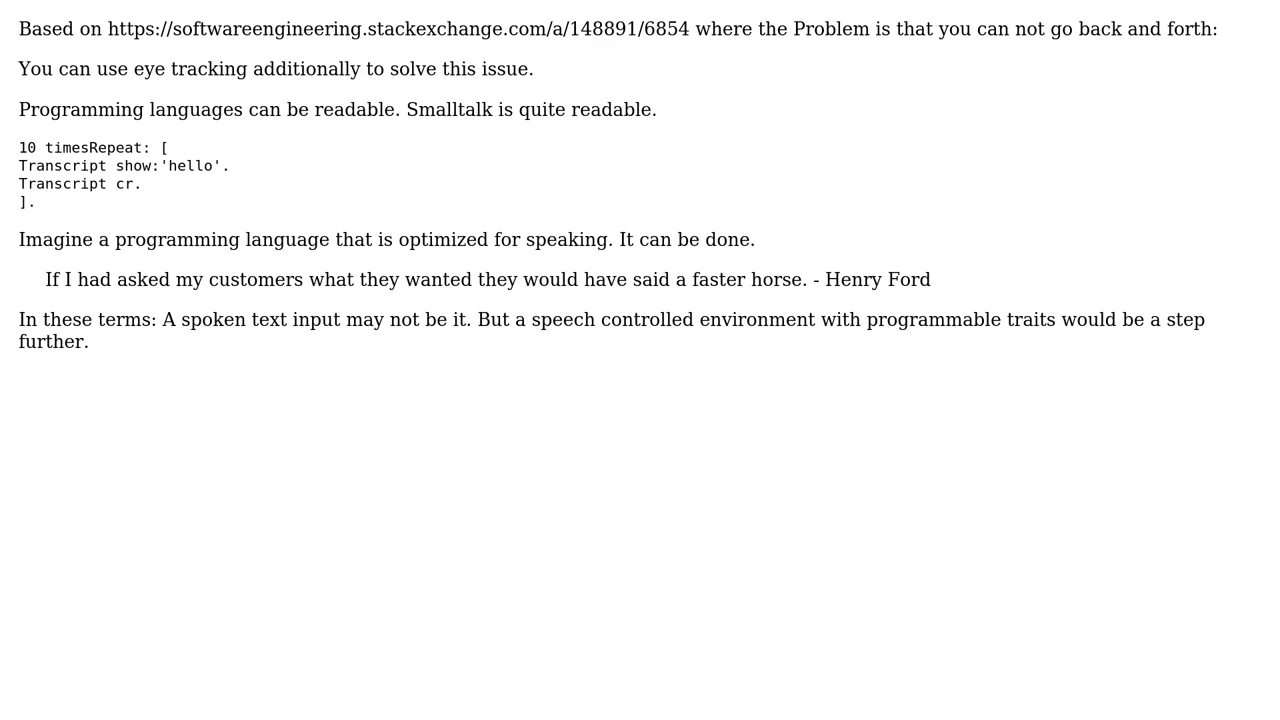 Based on https://softwareengineering.stackexchange.com/a/148891/6854 where the Problem is that you can not go back and forth:
You can use eye tracking additionally to solve this issue.
Programming languages can be readable. Smalltalk is quite readable.
10 timesRepeat: [
Transcript show:'hello'.
Transcript cr.
].
Imagine a programming language that is optimized for speaking. It can be done.
If I had asked my customers what they wanted they would have said a faster horse. - Henry Ford
In these terms: A spoken text input may not be it. But a speech controlled environment with programmable traits would be a step
further.